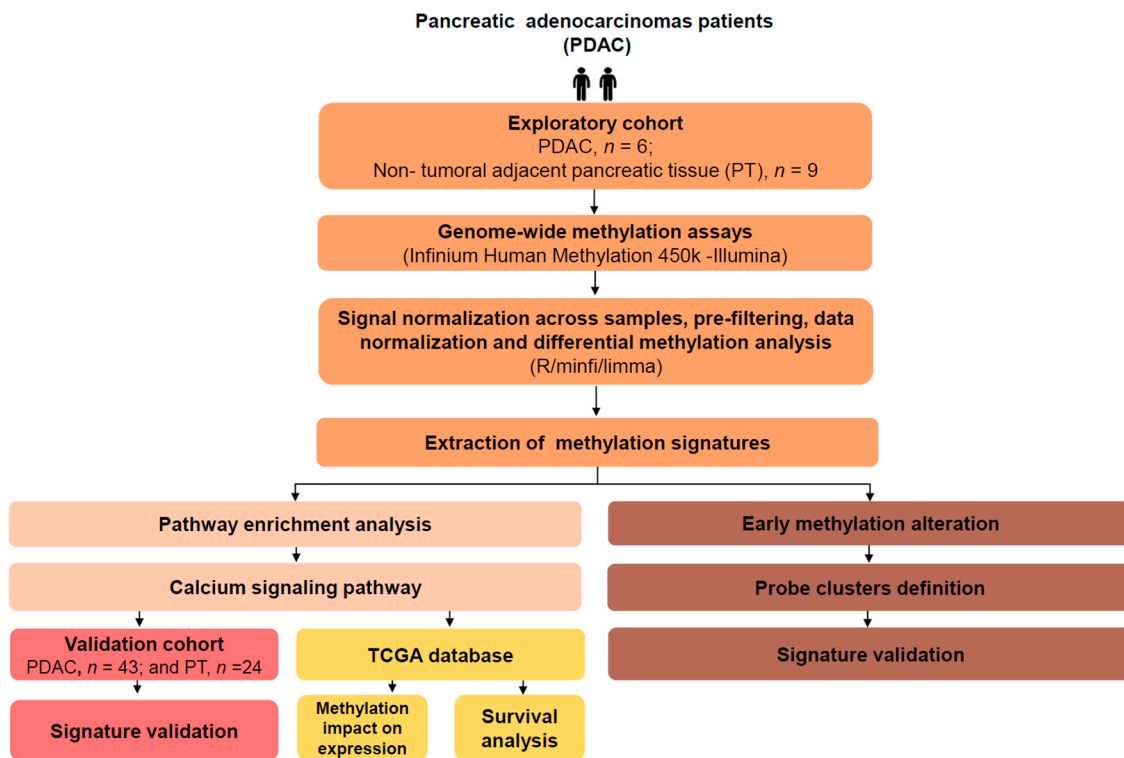 Pancreatic adenocarcinomas patients
(PDAC)
Exploratory cohort
PDAC, n = 6;
Non- tumoral adjacent pancreatic tissue (PT), n = 9
Genome-wide methylation assays
(Infinium Human Methylation 450k -Illumina)
Signal normalization across samples, pre-filtering, data
normalization and differential methylation analysis
(R/minfi/limma)
Extraction of methylation signatures
Pathway enrichment analysis
Early methylation alteration
Calcium signaling pathway
Probe clusters definition
Validation cohort
PDAC, n = 43; and PT, n =24
TCGA database
Signature validation
Signature validation
Methylation
impact on
expression
Survival
analysis